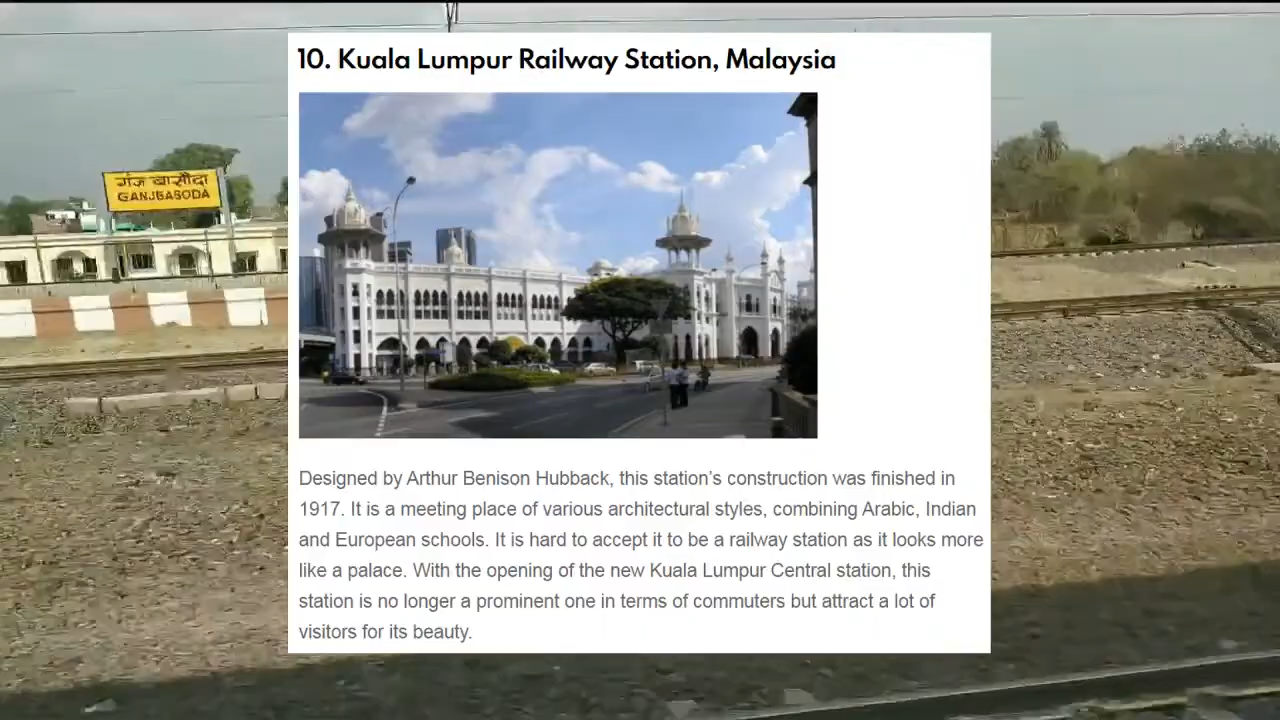 10. Kuala Lumpur Railway Station, Malaysia
गंज बासौदा
GANJBASODA
Designed by Arthur Benison Hubback, this station’s construction was finished in
1917. It is a meeting place of various architectural styles, combining Arabic, Indian
and European schools. It is hard to accept it to be a railway station as it looks more
like a palace. With the opening of the new Kuala Lumpur Central station, this
station is no longer a prominent one in terms of commuters but attract a lot of
visitors for its beauty.